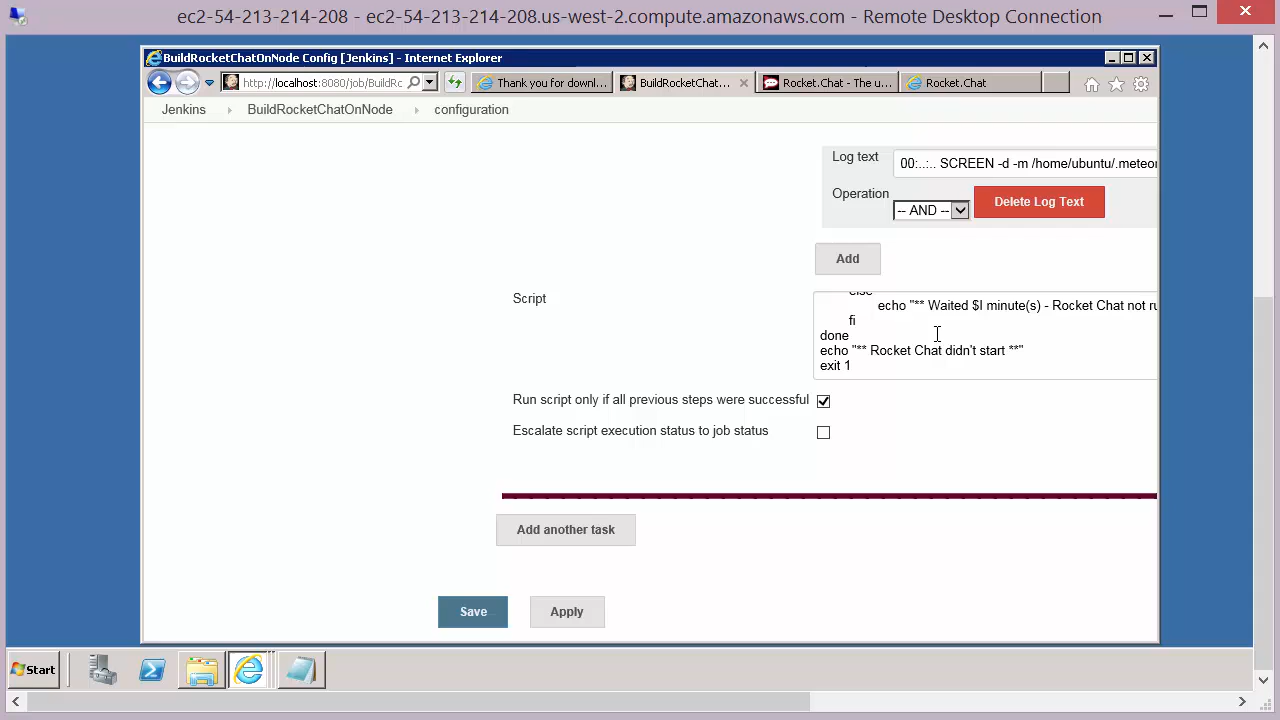 ec2-54-213-214-208 - ec2-54-213-214-208.us-west-2.compute.amazonaws.com - Remote Desktop Connection
BuildRocketChatOnNode Config [Jenkins] - Internet Explorer
http://localhost:8080/job/BuildRc
Thank you for downl...
BuildRocketChat...
Rocket.Chat - The u...
Rocket.Chat
Jenkins
BuildRocketChatOnNode
configuration
Log text
00:..:.. SCREEN -d -m /home/ubuntu/.meteor
Operation
-- AND --
Delete Log Text
Add
Script
else
echo "** Waited $I minute(s) - Rocket Chat not ru
fi
done
echo "** Rocket Chat didn't start **"
exit 1
Run script only if all previous steps were successful
Escalate script execution status to job status
Add another task
Save
Apply
Start